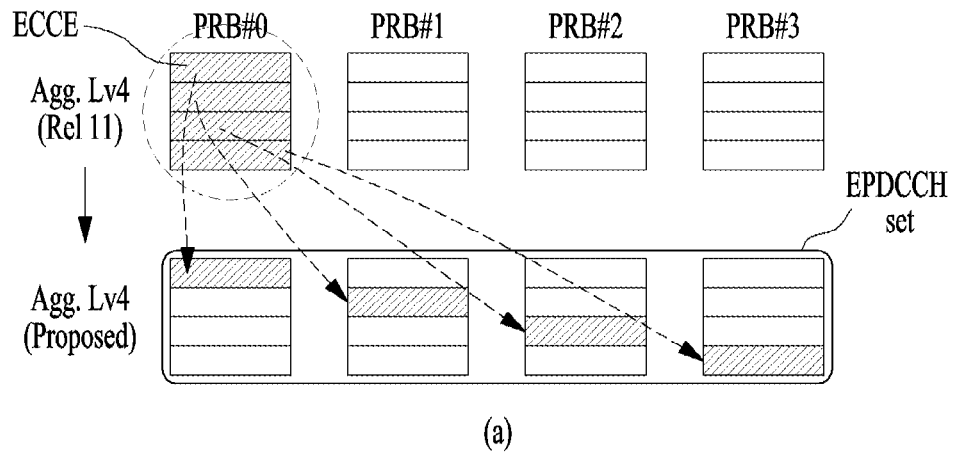 ECCE
PRB#0 PRB#1 PRB#2 PRB#3
Agg. Lv4
(Rel 11)
EPDCCH
set
Agg. Lv4
(Proposed)
(a)